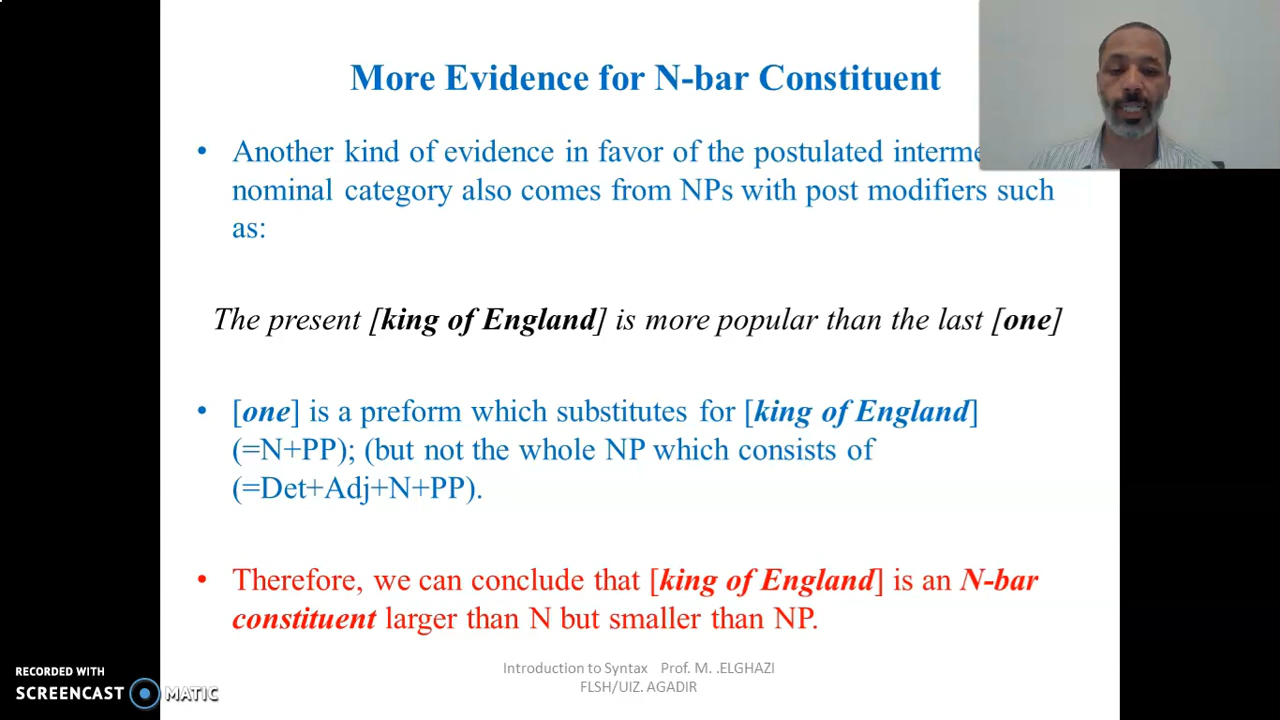 More Evidence for N-bar Constituent
• Another kind of evidence in favor of the postulated interme
nominal category also comes from NPs with post modifiers such
as:
The present [king of England] is more popular than the last [one]
• [one] is a preform which substitutes for [king of England]
(=N+PP); (but not the whole NP which consists of
(=Det+Adj+N+PP).
• Therefore, we can conclude that [king of England] is an N-bar
constituent larger than N but smaller than NP.
Introduction to Syntax Prof. M. .ELGHAZI
FLSH/UIZ. AGADIR
RECORDED WITH
SCREENCAST MATIC